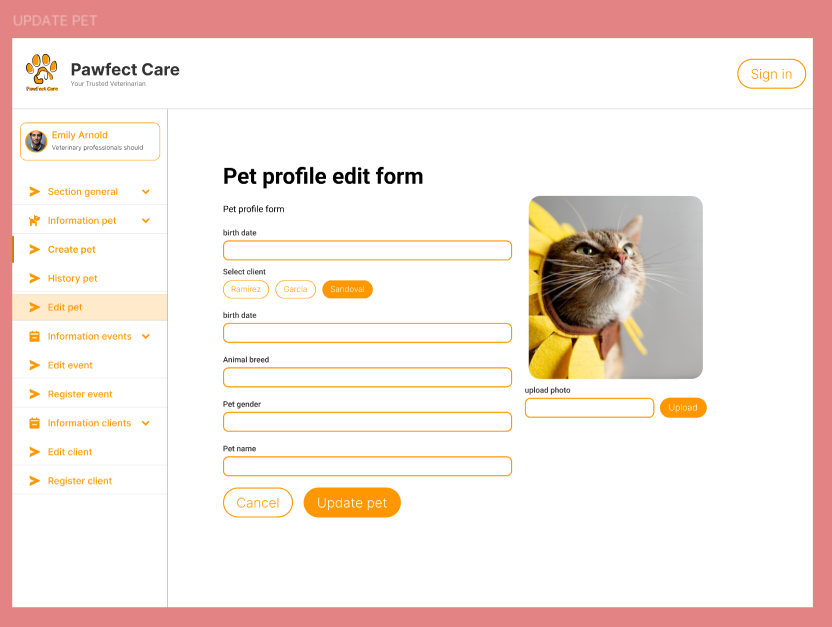 UPDATE PET
Pawfect Care
Pawfect Care
Your Trusted Veterinarian
Sign in
Emily Arnold
Veterinary professionals should
Section general
Information pet
Create pet
History pet
Edit pet
Information events
Edit event
Register event
Information clients
Edit client
Register client
Pet profile edit form
Pet profile form
birth date
Select client
Ramirez
Garcia
Sandoval
birth date
Animal breed
Pet gender
Pet name
Cancel
Update pet
upload photo
Upload